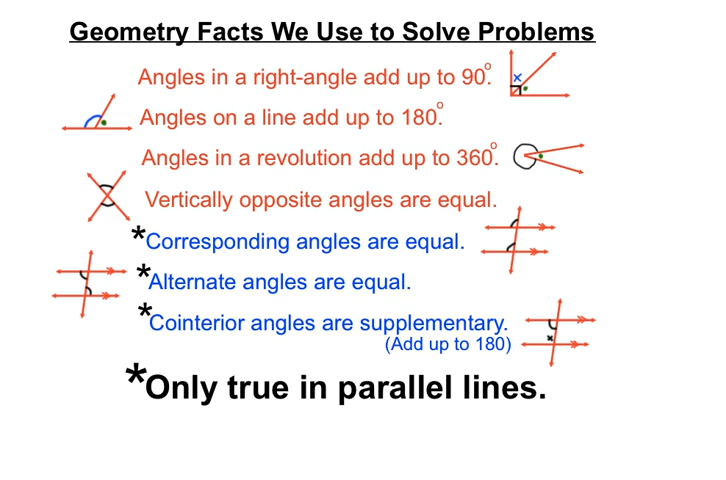 Geometry Facts We Use to Solve Problems
Angles in a right-angle add up to 90°.
Angles on a line add up to 180°.
Angles in a revolution add up to 360°.
Vertically opposite angles are equal.
*Corresponding angles are equal.
*Alternate angles are equal.
*Cointerior angles are supplementary.
(Add up to 180)
*Only true in parallel lines.